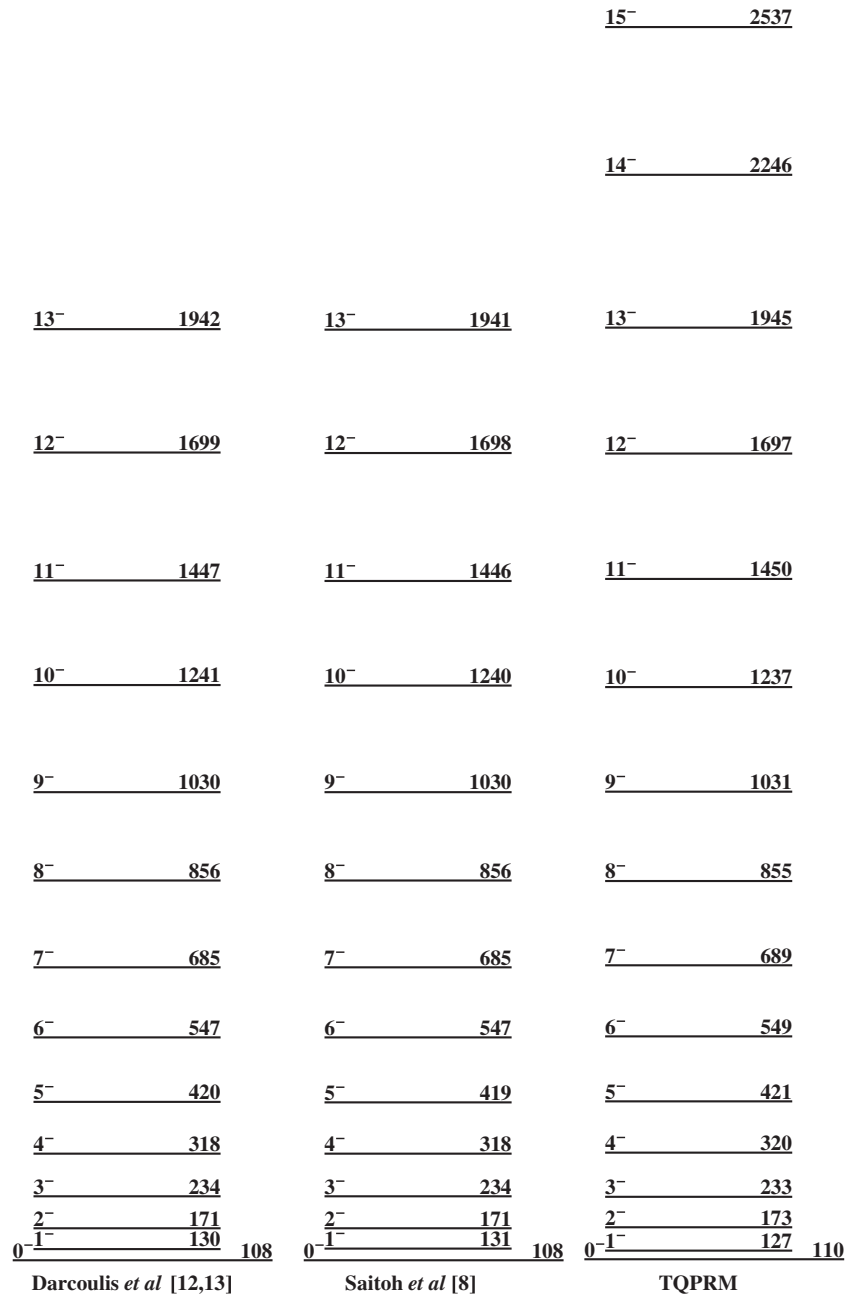 15⁻ 2537
14⁻ 2246
13⁻ 1942 13⁻ 1941 13⁻ 1945
12⁻ 1699 12⁻ 1698 12⁻ 1697
11⁻ 1447 11⁻ 1446 11⁻ 1450
10⁻ 1241 10⁻ 1240 10⁻ 1237
9⁻ 1030 9⁻ 1030 9⁻ 1031
8⁻ 856 8⁻ 856 8⁻ 855
7⁻ 685 7⁻ 685 7⁻ 689
6⁻ 547 6⁻ 547 6⁻ 549
5⁻ 420 5⁻ 419 5⁻ 421
4⁻ 318 4⁻ 318 4⁻ 320
3⁻ 234 3⁻ 234 3⁻ 233
2⁻ 171 2⁻ 171 2⁻ 173
1⁻ 130 1⁻ 131 1⁻ 127
0⁻ 108 0⁻ 108 0⁻ 110
Darcoulis et al [12,13] Saitoh et al [8] TQPRM